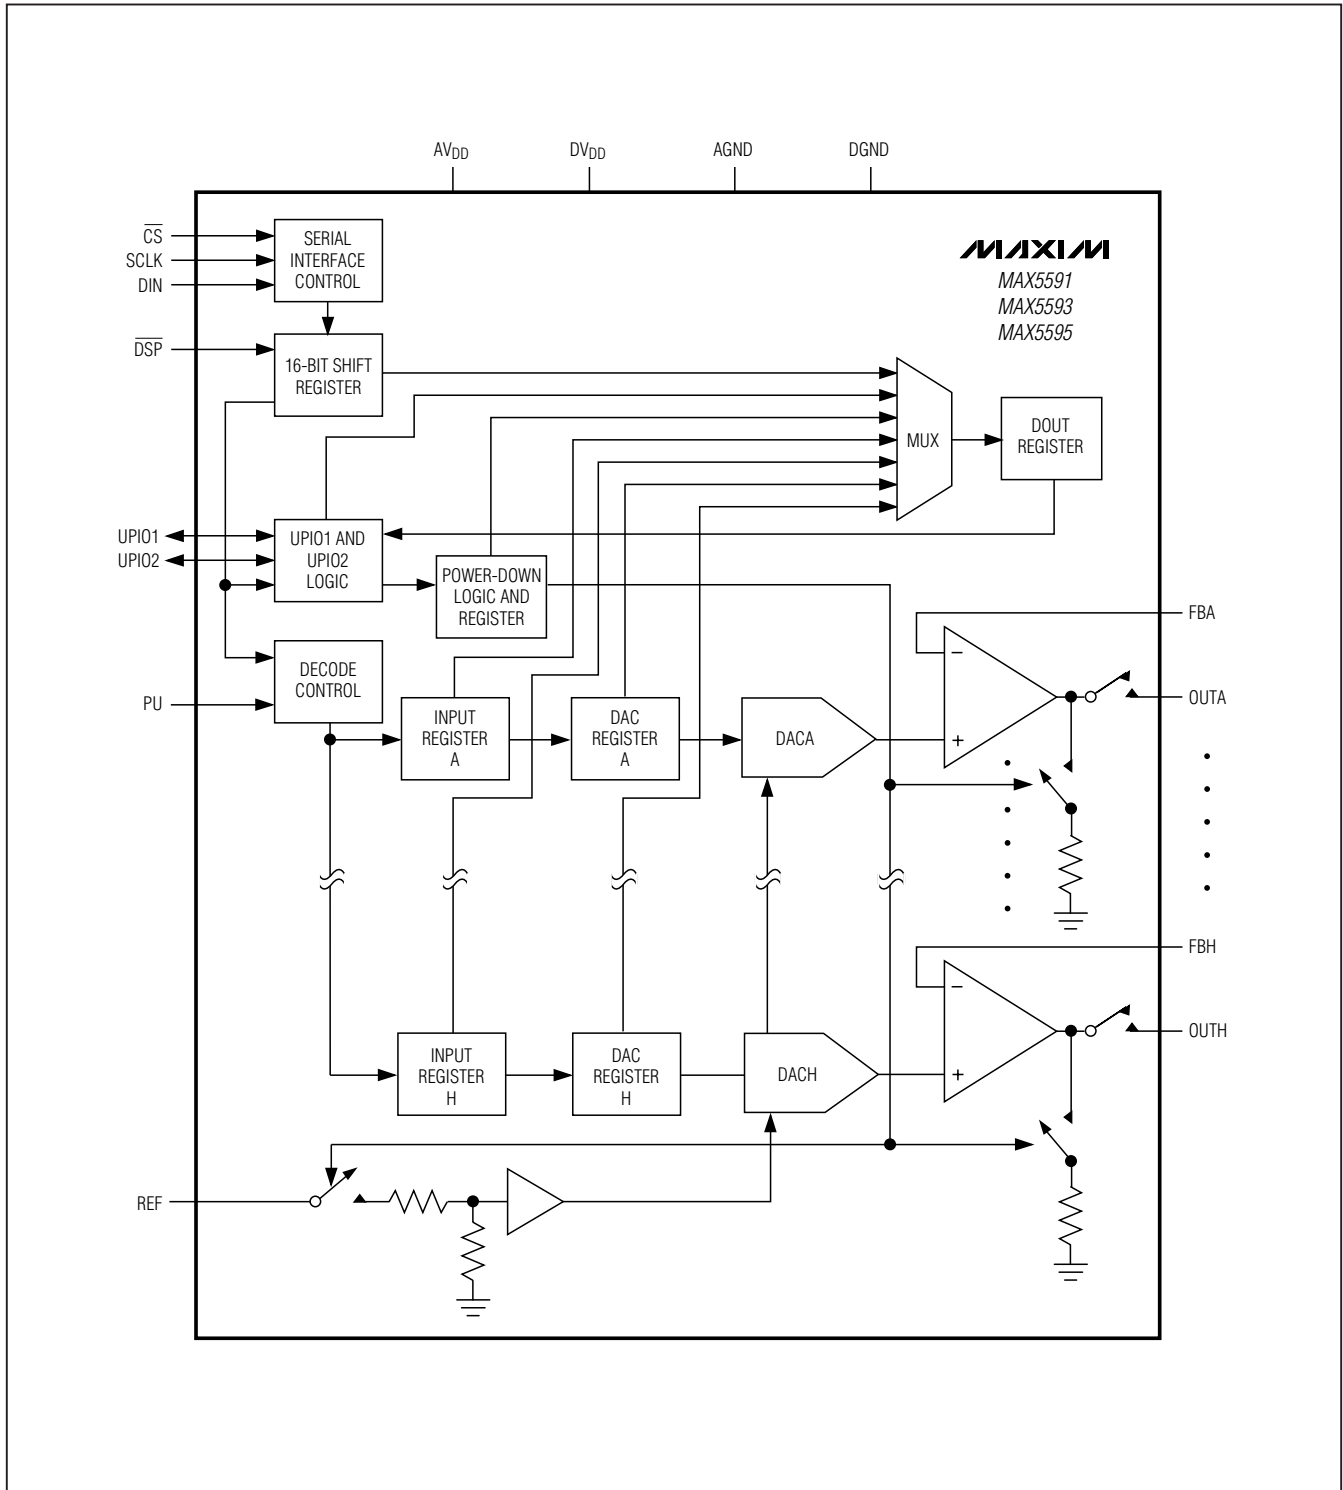 AVDD DVDD AGND DGND
CS
SCLK
DIN
SERIAL
INTERFACE
CONTROL
MAXIM
MAX5591
MAX5593
MAX5595
DSP
16-BIT SHIFT
REGISTER
MUX
DOUT
REGISTER
UPIO1
UPIO2
UPIO1 AND
UPIO2
LOGIC
POWER-DOWN
LOGIC AND
REGISTER
FBA
DECODE
CONTROL
PU
INPUT
REGISTER
A
DAC
REGISTER
A
DACA
−
+
OUTA
FBH
INPUT
REGISTER
H
DAC
REGISTER
H
DACH
−
+
OUTH
REF